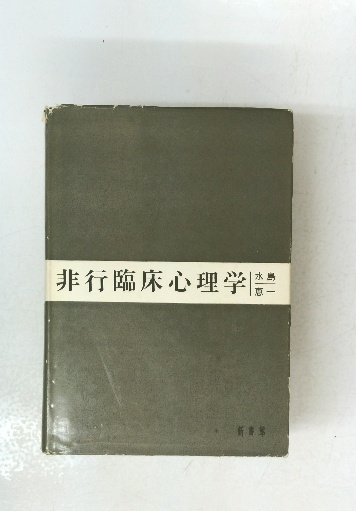 非行臨床心理学
水島
恵一
新書館